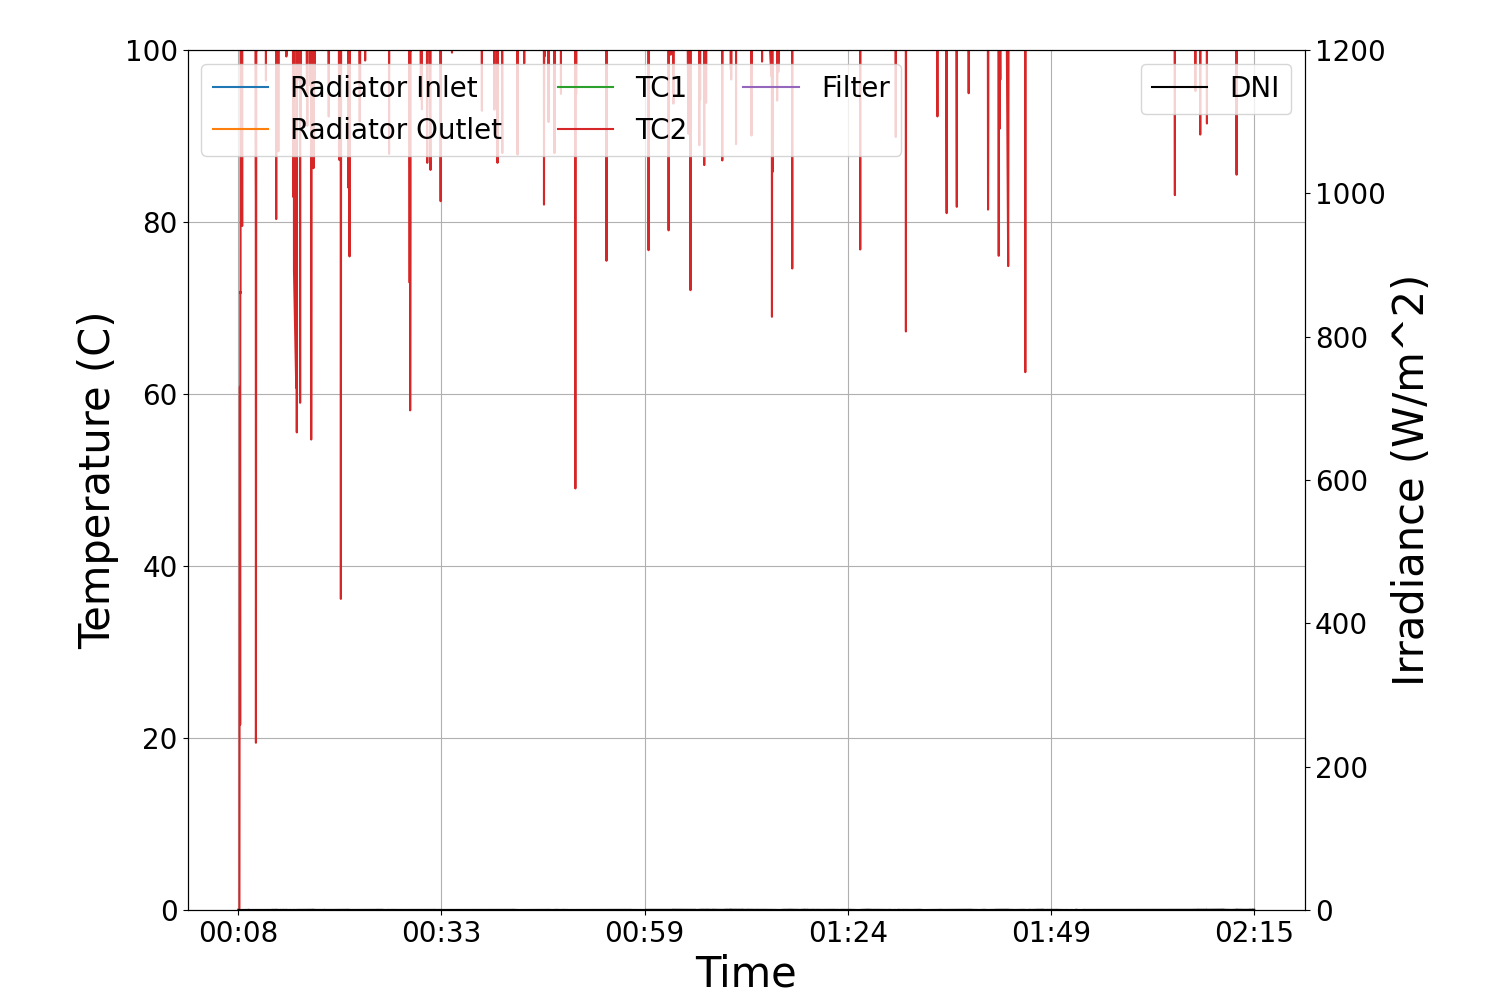 100
80
60
40
20
0
Temperature (C)
Radiator Inlet
Radiator Outlet
TC1
TC2
Filter
DNI
1200
1000
800
600
400
200
0
Irradiance (W/m^2)
00:08 00:33 00:59 01:24 01:49 02:15
Time